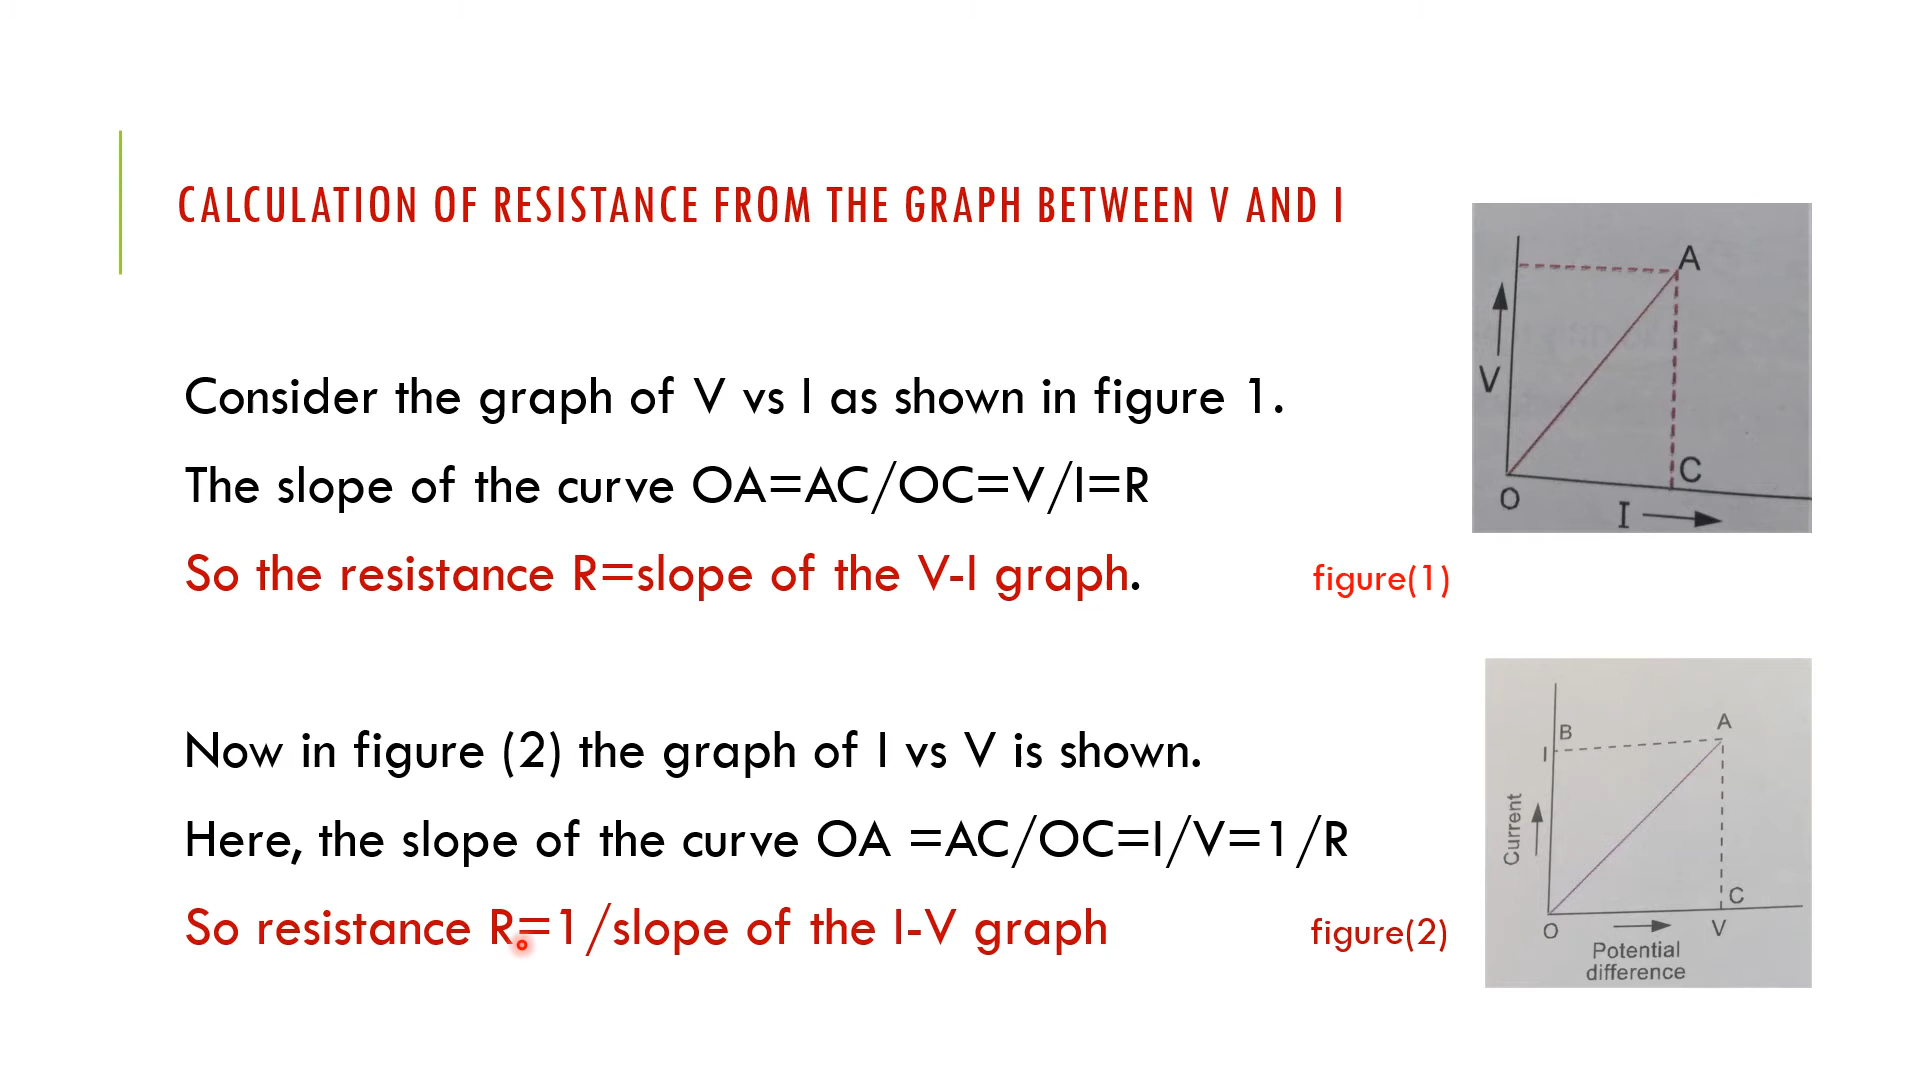 CALCULATION OF RESISTANCE FROM THE GRAPH BETWEEN V AND I
Consider the graph of V vs I as shown in figure 1.
The slope of the curve OA=AC/OC=V/I=R
So the resistance R=slope of the V-I graph.
figure(1)
A
V
C
O
I
Now in figure (2) the graph of I vs V is shown.
Here, the slope of the curve OA =AC/OC=I/V=1/R
So resistance R=1/slope of the I-V graph
figure(2)
A
B
I
Current
C
O
V
Potential
difference